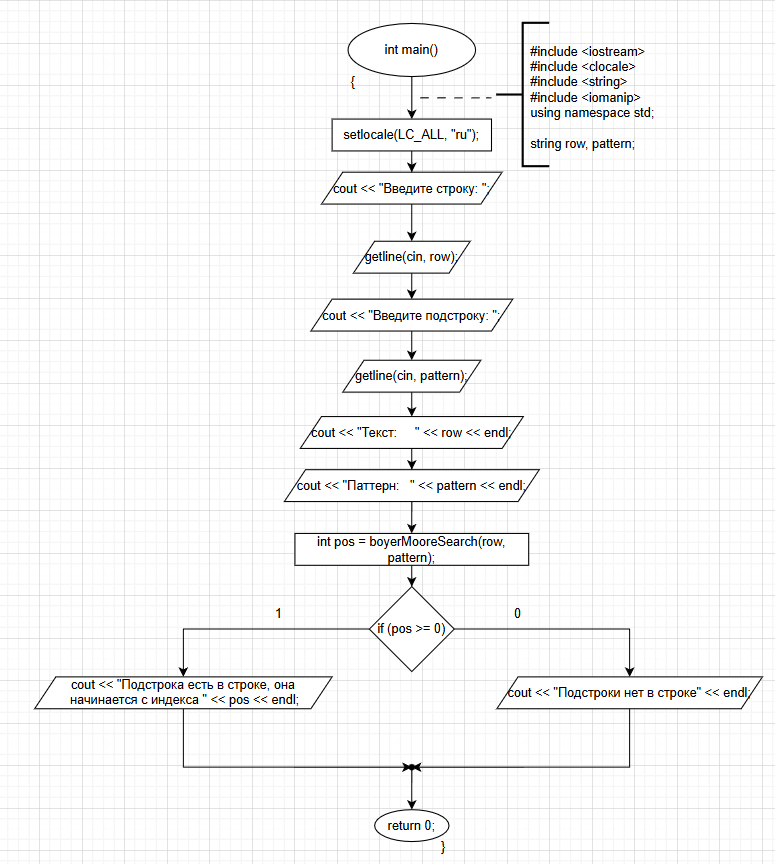 int main()
{
#include <iostream>
#include <clocale>
#include <string>
#include <iomanip>
using namespace std;
string row, pattern;
setlocale(LC_ALL, "ru");
cout << "Введите строку: ";
getline(cin, row);
cout << "Введите подстроку: ";
getline(cin, pattern);
cout << "Текст:     " << row << endl;
cout << "Паттерн:   " << pattern << endl;
int pos = boyerMooreSearch(row,
pattern);
if (pos >= 0)
1
0
cout << "Подстрока есть в строке, она
начинается с индекса " << pos << endl;
cout << "Подстроки нет в строке" << endl;
return 0;
}